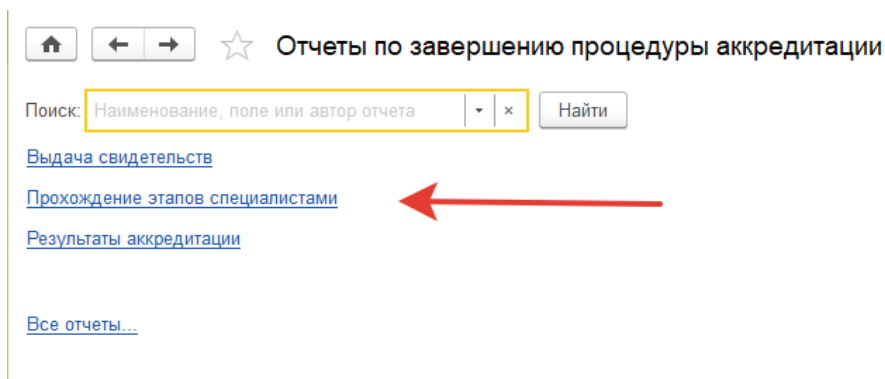 Отчеты по завершению процедуры аккредитации
Поиск: Наименование, поле или автор отчета Найти
Выдача свидетельств
Прохождение этапов специалистами
Результаты аккредитации
Все отчеты...